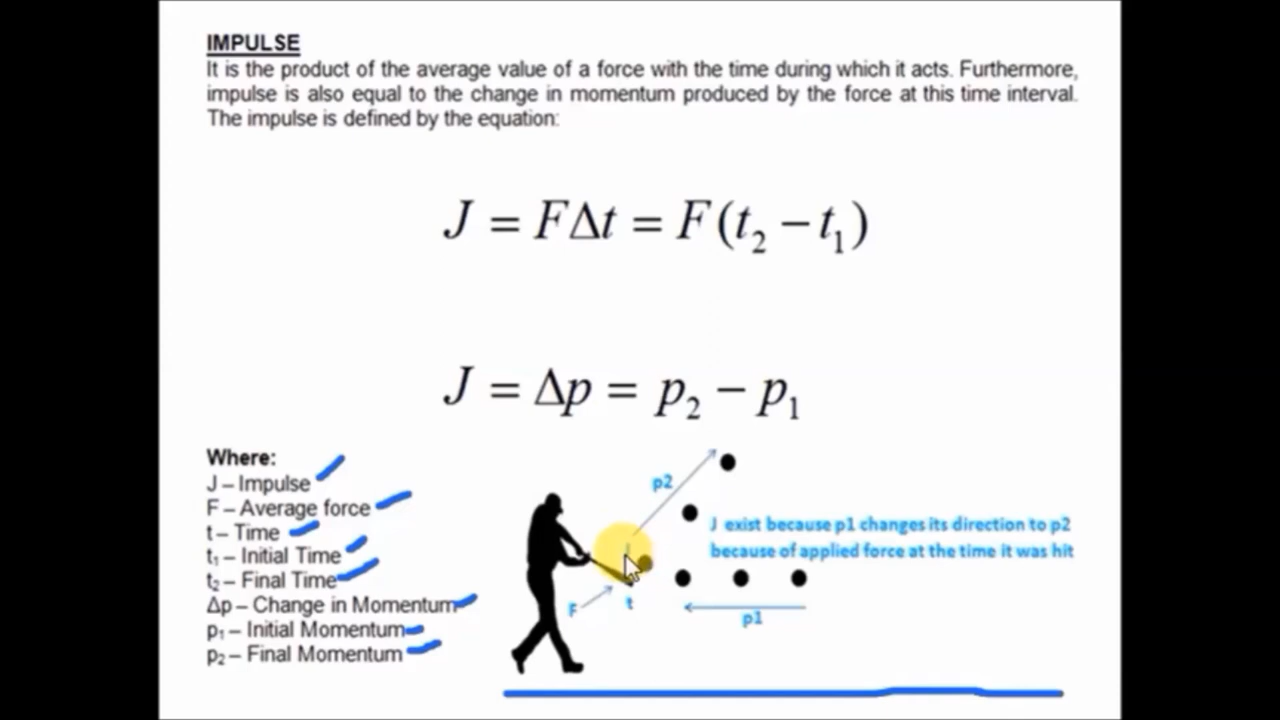 IMPULSE
It is the product of the average value of a force with the time during which it acts. Furthermore,
impulse is also equal to the change in momentum produced by the force at this time interval.
The impulse is defined by the equation:
J = FΔt = F(t₂ − t₁)
J = Δp = p₂ − p₁
Where:
J – Impulse
F – Average force
t – Time
t₁ – Initial Time
t₂ – Final Time
Δp – Change in Momentum
p₁ – Initial Momentum
p₂ – Final Momentum
p2
J exist because p1 changes its direction to p2
because of applied force at the time it was hit
F
t
p1